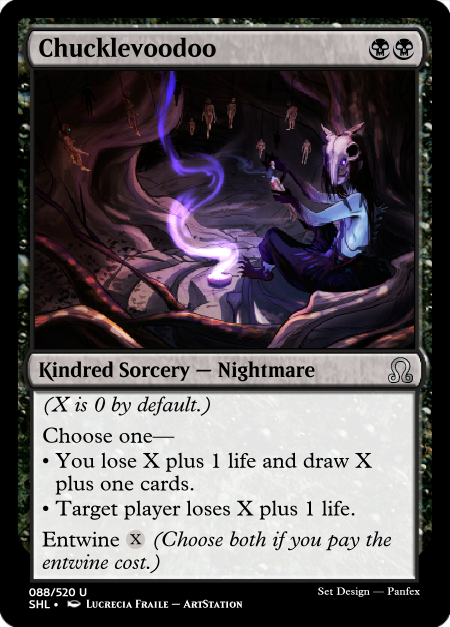 Chucklevoodoo
Kindred Sorcery — Nightmare
(X is 0 by default.)
Choose one—
• You lose X plus 1 life and draw X
plus one cards.
• Target player loses X plus 1 life.
Entwine X (Choose both if you pay the
entwine cost.)
088/520 U
Set Design — Panfex
SHL • Lucrecia Fraile — ArtStation